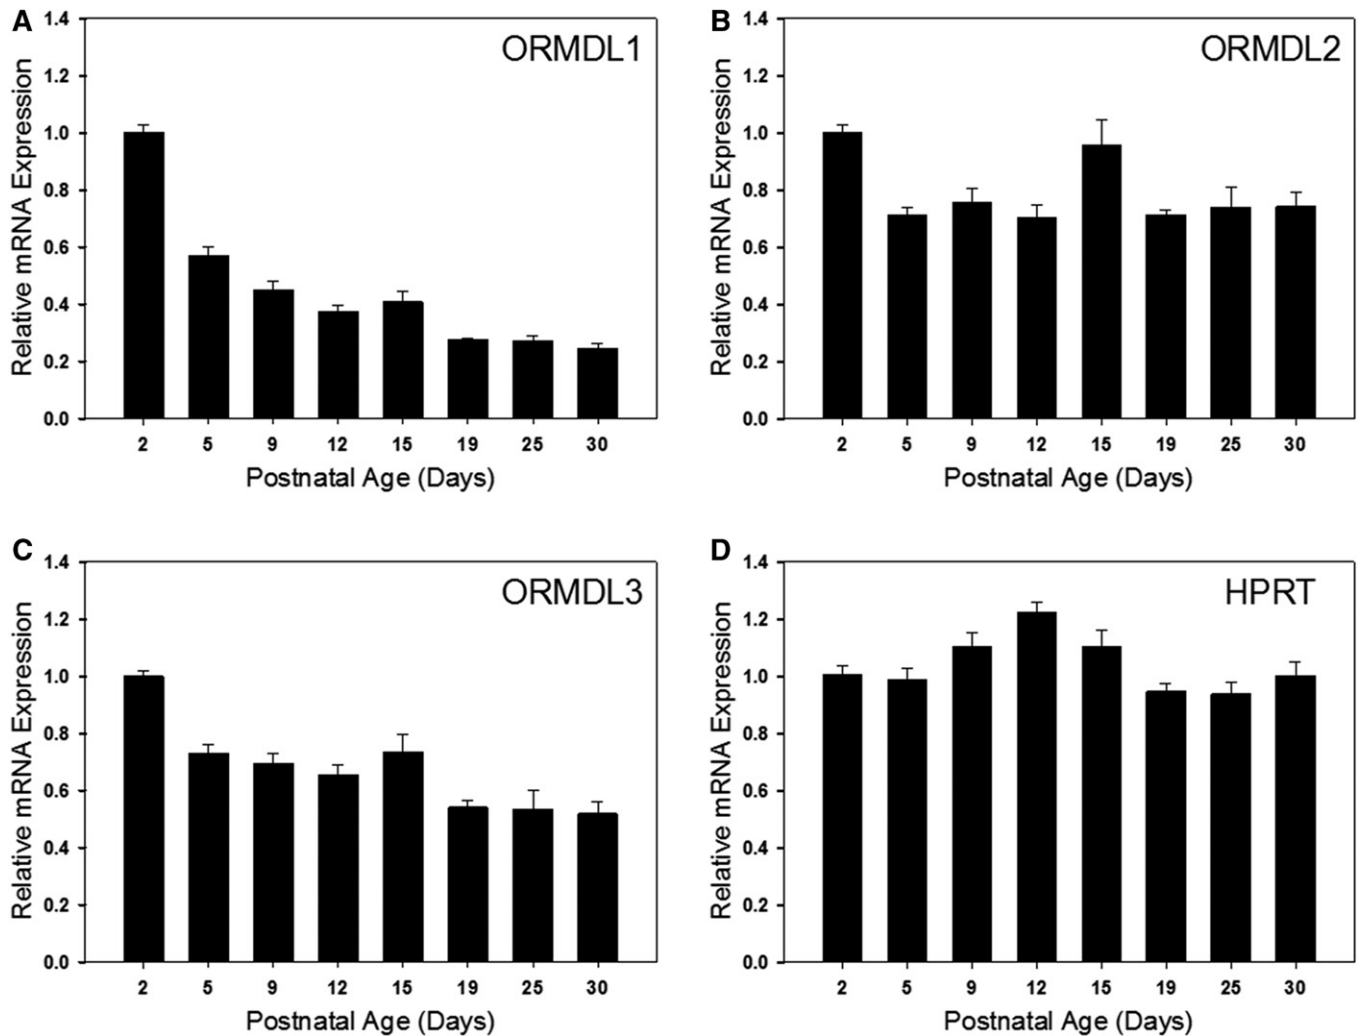 A
ORMDL1
Relative mRNA Expression
1.4
1.2
1.0
0.8
0.6
0.4
0.2
0.0
2 5 9 12 15 19 25 30
Postnatal Age (Days)
B
ORMDL2
Relative mRNA Expression
1.4
1.2
1.0
0.8
0.6
0.4
0.2
0.0
2 5 9 12 15 19 25 30
Postnatal Age (Days)
C
ORMDL3
Relative mRNA Expression
1.4
1.2
1.0
0.8
0.6
0.4
0.2
0.0
2 5 9 12 15 19 25 30
Postnatal Age (Days)
D
HPRT
Relative mRNA Expression
1.4
1.2
1.0
0.8
0.6
0.4
0.2
0.0
2 5 9 12 15 19 25 30
Postnatal Age (Days)